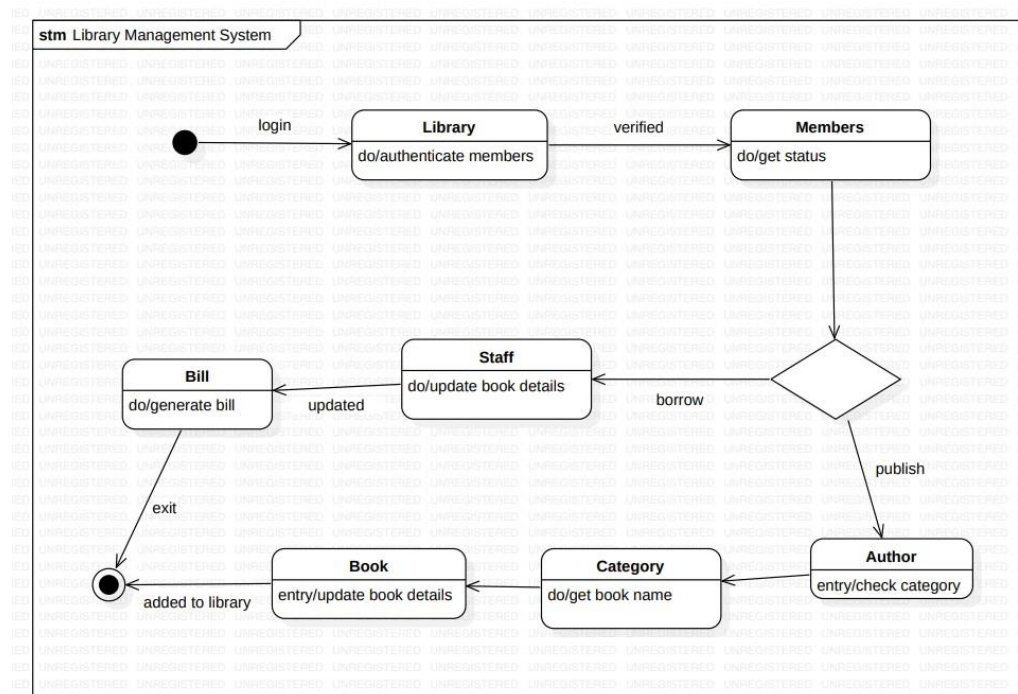 stm Library Management System
login
Library
do/authenticate members
verified
Members
do/get status
Staff
do/update book details
borrow
Bill
do/generate bill
updated
publish
exit
Author
entry/check category
Category
do/get book name
Book
entry/update book details
added to library
UNREGISTERED